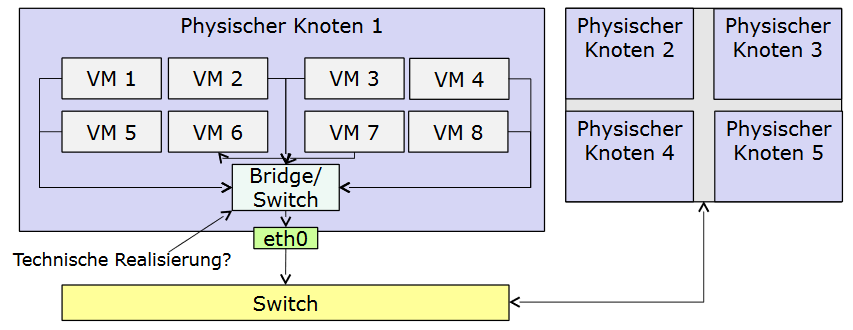 Physischer Knoten 1
VM 1
VM 2
VM 3
VM 4
VM 5
VM 6
VM 7
VM 8
Bridge/
Switch
eth0
Technische Realisierung?
Switch
Physischer
Knoten 2
Physischer
Knoten 3
Physischer
Knoten 4
Physischer
Knoten 5